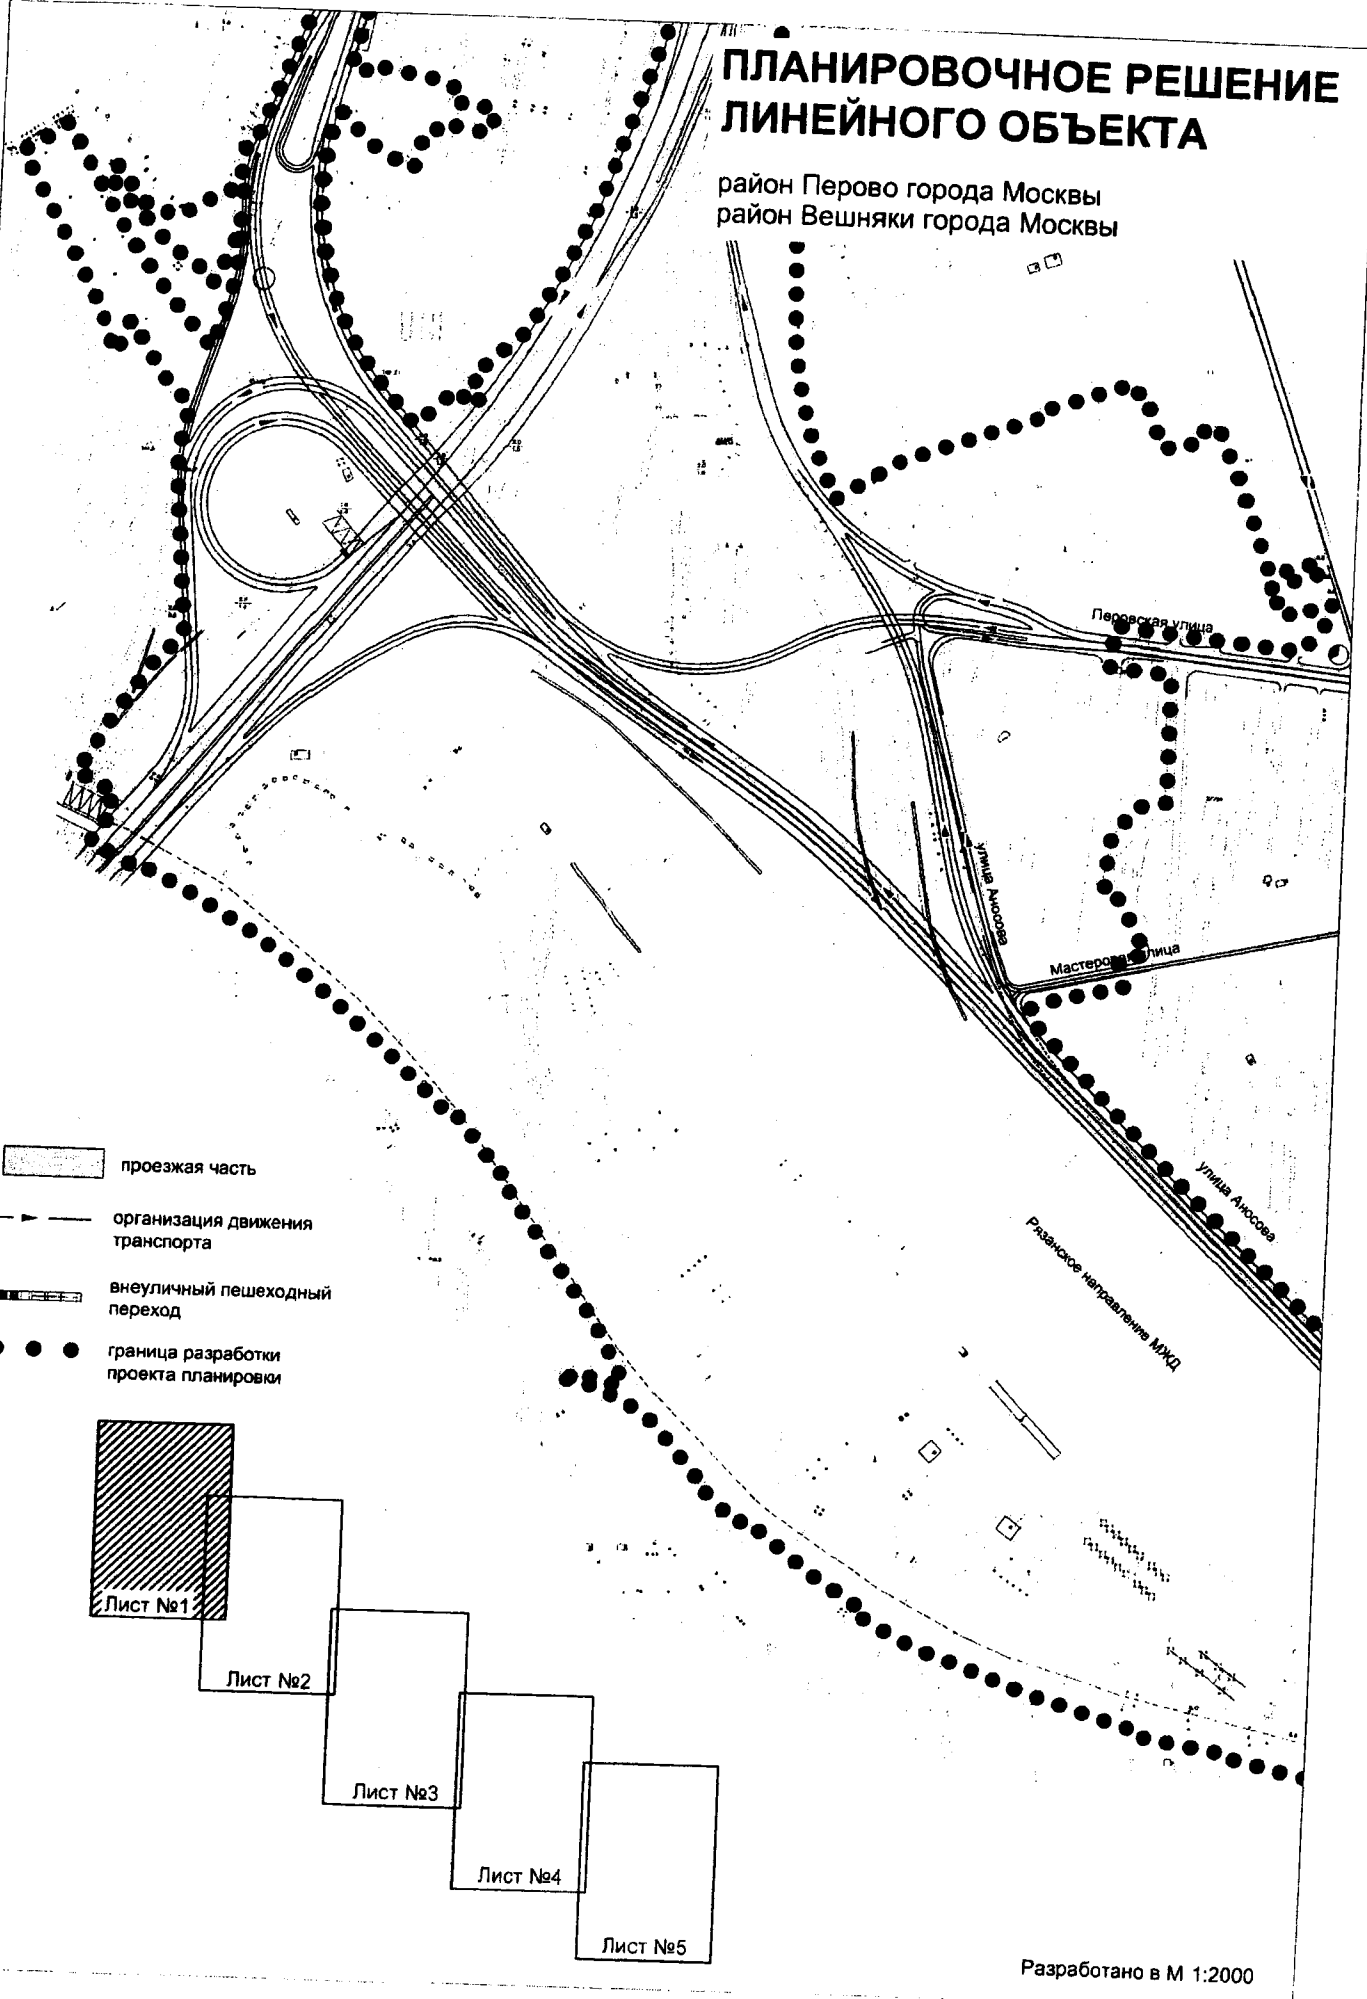 ПЛАНИРОВОЧНОЕ РЕШЕНИЕ
ЛИНЕЙНОГО ОБЪЕКТА
район Перово города Москвы
район Вешняки города Москвы
Перовская улица
улица Аносова
Мастеровая улица
улица Аносова
Рязанское направление МЖД
проезжая часть
организация движения
транспорта
внеуличный пешеходный
переход
граница разработки
проекта планировки
Лист №1
Лист №2
Лист №3
Лист №4
Лист №5
Разработано в М 1:2000